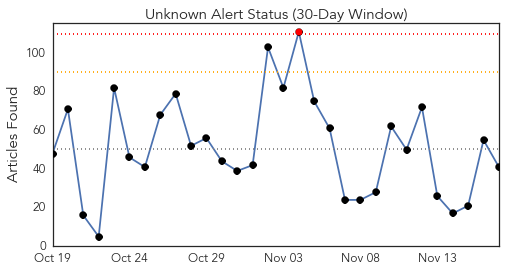 Unknown Alert Status (30-Day Window)
Articles Found
100
80
60
40
20
0
Oct 19 Oct 24 Oct 29 Nov 03 Nov 08 Nov 13